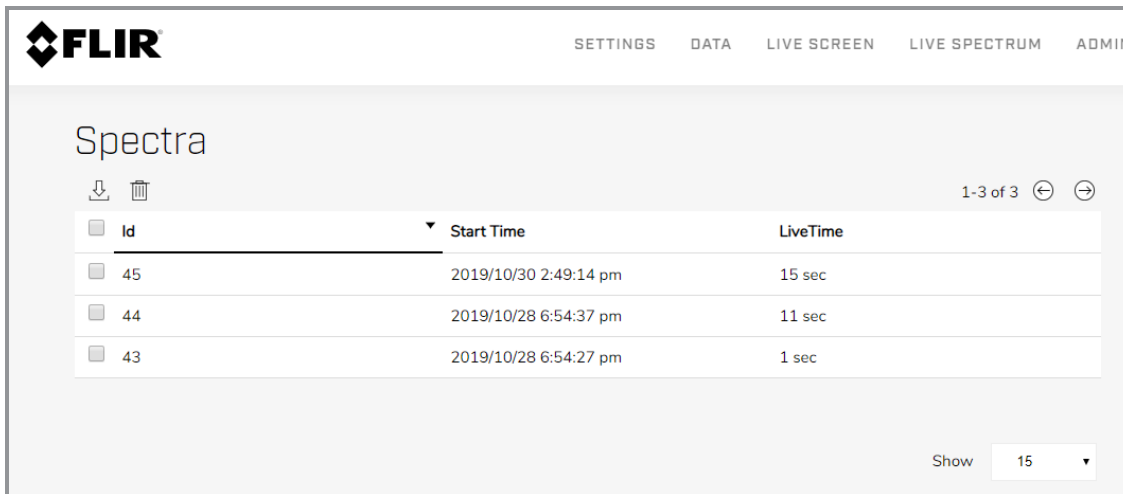 FLIR
SETTINGS DATA LIVE SCREEN LIVE SPECTRUM ADMI
Spectra
1-3 of 3
Id Start Time LiveTime
45 2019/10/30 2:49:14 pm 15 sec
44 2019/10/28 6:54:37 pm 11 sec
43 2019/10/28 6:54:27 pm 1 sec
Show 15